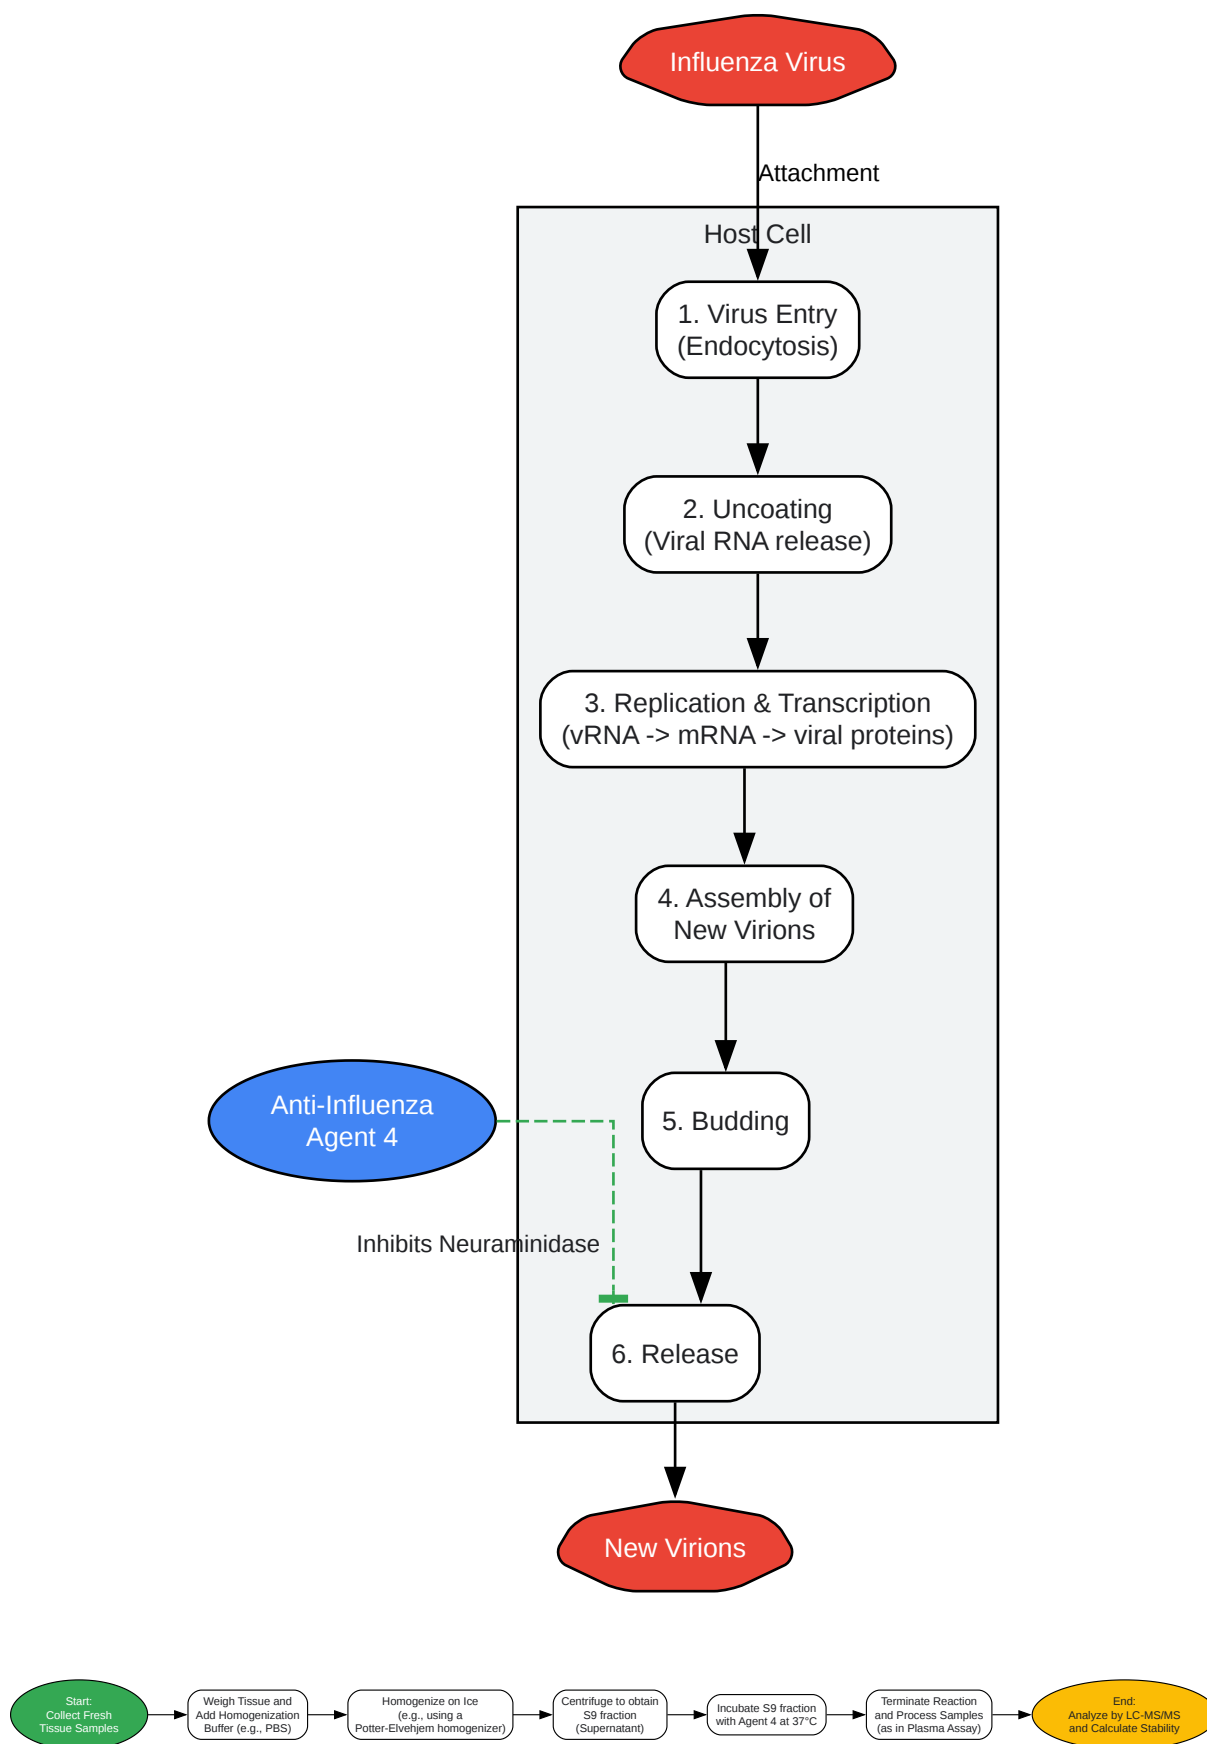 Influenza Virus
Attachment
Host Cell
1. Virus Entry
(Endocytosis)
2. Uncoating
(Viral RNA release)
3. Replication & Transcription
(vRNA -> mRNA -> viral proteins)
4. Assembly of
New Virions
Anti-Influenza
Agent 4
5. Budding
Inhibits Neuraminidase
6. Release
New Virions
Start:
Collect Fresh
Tissue Samples
Weigh Tissue and
Add Homogenization
Buffer (e.g., PBS)
Homogenize on Ice
(e.g., using a
Potter-Elvehjem homogenizer)
Centrifuge to obtain
S9 fraction
(Supernatant)
Incubate S9 fraction
with Agent 4 at 37°C
Terminate Reaction
and Process Samples
(as in Plasma Assay)
End:
Analyze by LC-MS/MS
and Calculate Stability